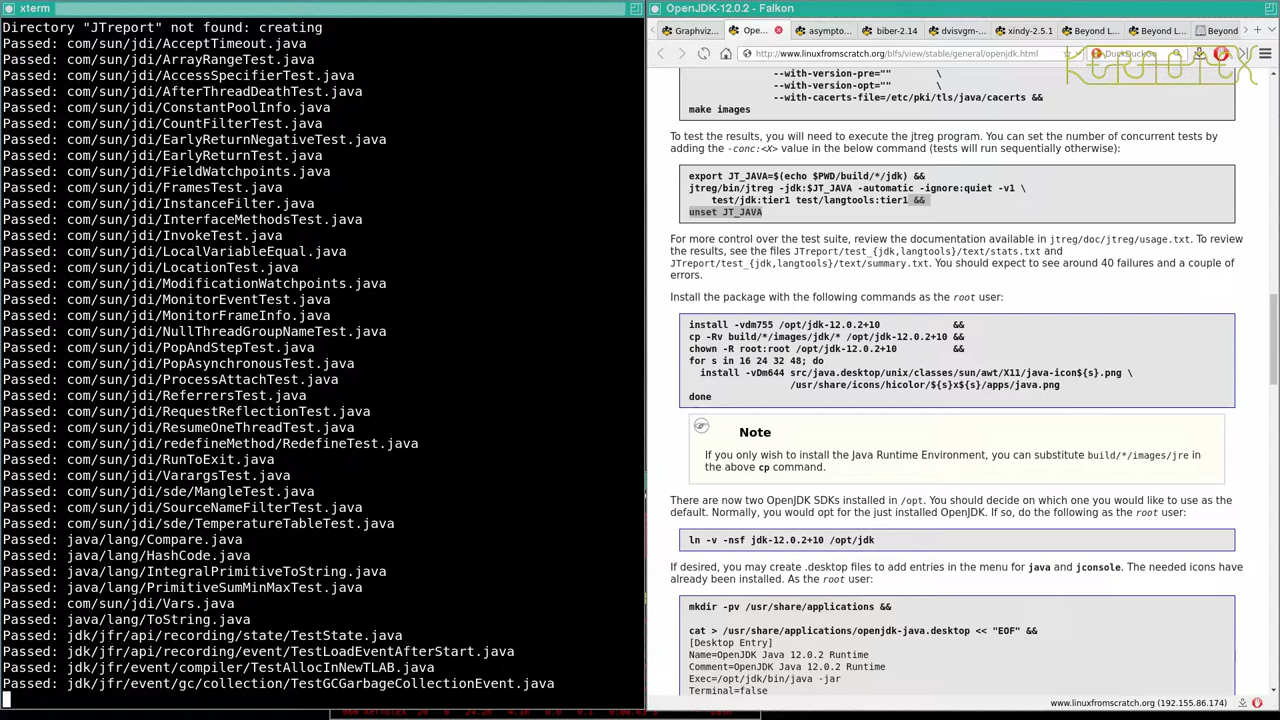 xterm
Directory "JTreport" not found: creating
Passed: com/sun/jdi/AcceptTimeout.java
Passed: com/sun/jdi/ArrayRangeTest.java
Passed: com/sun/jdi/AccessSpecifierTest.java
Passed: com/sun/jdi/AfterThreadDeathTest.java
Passed: com/sun/jdi/ConstantPoolInfo.java
Passed: com/sun/jdi/CountFilterTest.java
Passed: com/sun/jdi/EarlyReturnNegativeTest.java
Passed: com/sun/jdi/EarlyReturnTest.java
Passed: com/sun/jdi/FieldWatchpoints.java
Passed: com/sun/jdi/FramesTest.java
Passed: com/sun/jdi/InstanceFilter.java
Passed: com/sun/jdi/InterfaceMethodsTest.java
Passed: com/sun/jdi/InvokeTest.java
Passed: com/sun/jdi/LocalVariableEqual.java
Passed: com/sun/jdi/LocationTest.java
Passed: com/sun/jdi/ModificationWatchpoints.java
Passed: com/sun/jdi/MonitorEventTest.java
Passed: com/sun/jdi/MonitorFrameInfo.java
Passed: com/sun/jdi/NullThreadGroupNameTest.java
Passed: com/sun/jdi/PopAndStepTest.java
Passed: com/sun/jdi/PopAsynchronousTest.java
Passed: com/sun/jdi/ProcessAttachTest.java
Passed: com/sun/jdi/ReferrersTest.java
Passed: com/sun/jdi/RequestReflectionTest.java
Passed: com/sun/jdi/ResumeOneThreadTest.java
Passed: com/sun/jdi/redefineMethod/RedefineTest.java
Passed: com/sun/jdi/RunToExit.java
Passed: com/sun/jdi/VarargsTest.java
Passed: com/sun/jdi/sde/MangleTest.java
Passed: com/sun/jdi/SourceNameFilterTest.java
Passed: com/sun/jdi/sde/TemperatureTableTest.java
Passed: java/lang/Compare.java
Passed: java/lang/HashCode.java
Passed: java/lang/IntegralPrimitiveToString.java
Passed: java/lang/PrimitiveSumMinMaxTest.java
Passed: com/sun/jdi/Vars.java
Passed: java/lang/ToString.java
Passed: jdk/jfr/api/recording/state/TestState.java
Passed: jdk/jfr/api/recording/event/TestLoadEventAfterStart.java
Passed: jdk/jfr/event/compiler/TestAllocInNewTLAB.java
Passed: jdk/jfr/event/gc/collection/TestGCGarbageCollectionEvent.java
OpenJDK-12.0.2 - Falkon
Graphviz... Ope... asympto... biber-2.14 dvisvgm-... xindy-2.5.1 Beyond L... Beyond L... Beyond
http://www.linuxfromscratch.org/blfs/view/stable/general/openjdk.html DuckDuckGo
KERNOTEX
--with-version-pre="" \
--with-version-opt="" \
--with-cacerts-file=/etc/pki/tls/java/cacerts &&
make images
To test the results, you will need to execute the jtreg program. You can set the number of concurrent tests by
adding the -conc:<X> value in the below command (tests will run sequentially otherwise):
export JT_JAVA=$(echo $PWD/build/*/jdk) &&
jtreg/bin/jtreg -jdk:$JT_JAVA -automatic -ignore:quiet -v1 \
test/jdk:tier1 test/langtools:tier1 &&
unset JT_JAVA
For more control over the test suite, review the documentation available in jtreg/doc/jtreg/usage.txt. To review
the results, see the files JTreport/test_{jdk,langtools}/text/stats.txt and
JTreport/test_{jdk,langtools}/text/summary.txt. You should expect to see around 40 failures and a couple of
errors.
Install the package with the following commands as the root user:
install -vdm755 /opt/jdk-12.0.2+10 &&
cp -Rv build/*/images/jdk/* /opt/jdk-12.0.2+10 &&
chown -R root:root /opt/jdk-12.0.2+10 &&
for s in 16 24 32 48; do
install -vDm644 src/java.desktop/unix/classes/sun/awt/X11/java-icon${s}.png \
/usr/share/icons/hicolor/${s}x${s}/apps/java.png
done
Note
If you only wish to install the Java Runtime Environment, you can substitute build/*/images/jre in
the above cp command.
There are now two OpenJDK SDKs installed in /opt. You should decide on which one you would like to use as the
default. Normally, you would opt for the just installed OpenJDK. If so, do the following as the root user:
ln -v -nsf jdk-12.0.2+10 /opt/jdk
If desired, you may create .desktop files to add entries in the menu for java and jconsole. The needed icons have
already been installed. As the root user:
mkdir -pv /usr/share/applications &&
cat > /usr/share/applications/openjdk-java.desktop << "EOF" &&
[Desktop Entry]
Name=OpenJDK Java 12.0.2 Runtime
Comment=OpenJDK Java 12.0.2 Runtime
Exec=/opt/jdk/bin/java -jar
Terminal=false
www.linuxfromscratch.org (192.155.86.174)